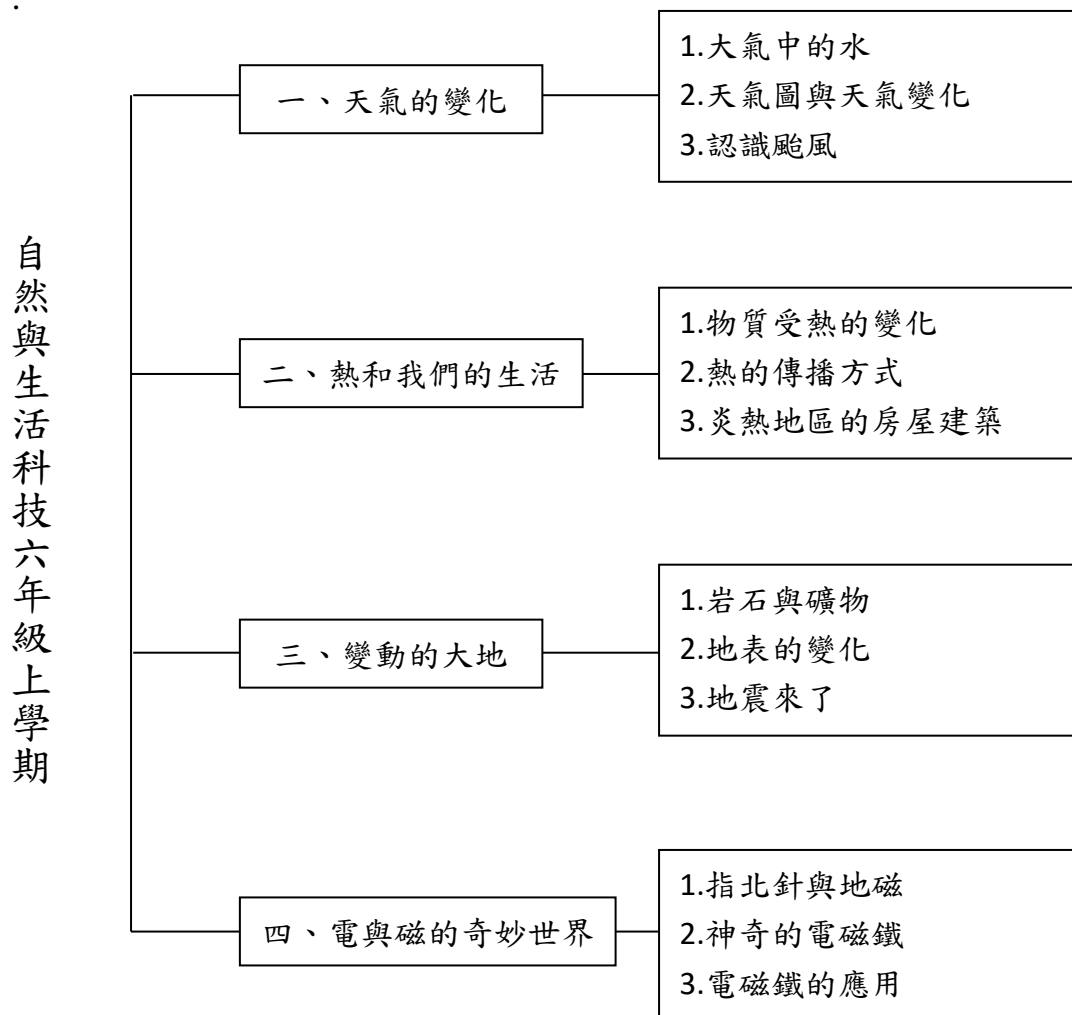 自然與生活科技六年級上學期
一、天氣的變化
1.大氣中的水
2.天氣圖與天氣變化
3.認識颱風
二、熱和我們的生活
1.物質受熱的變化
2.熱的傳播方式
3.炎熱地區的房屋建築
三、變動的大地
1.岩石與礦物
2.地表的變化
3.地震來了
四、電與磁的奇妙世界
1.指北針與地磁
2.神奇的電磁鐵
3.電磁鐵的應用